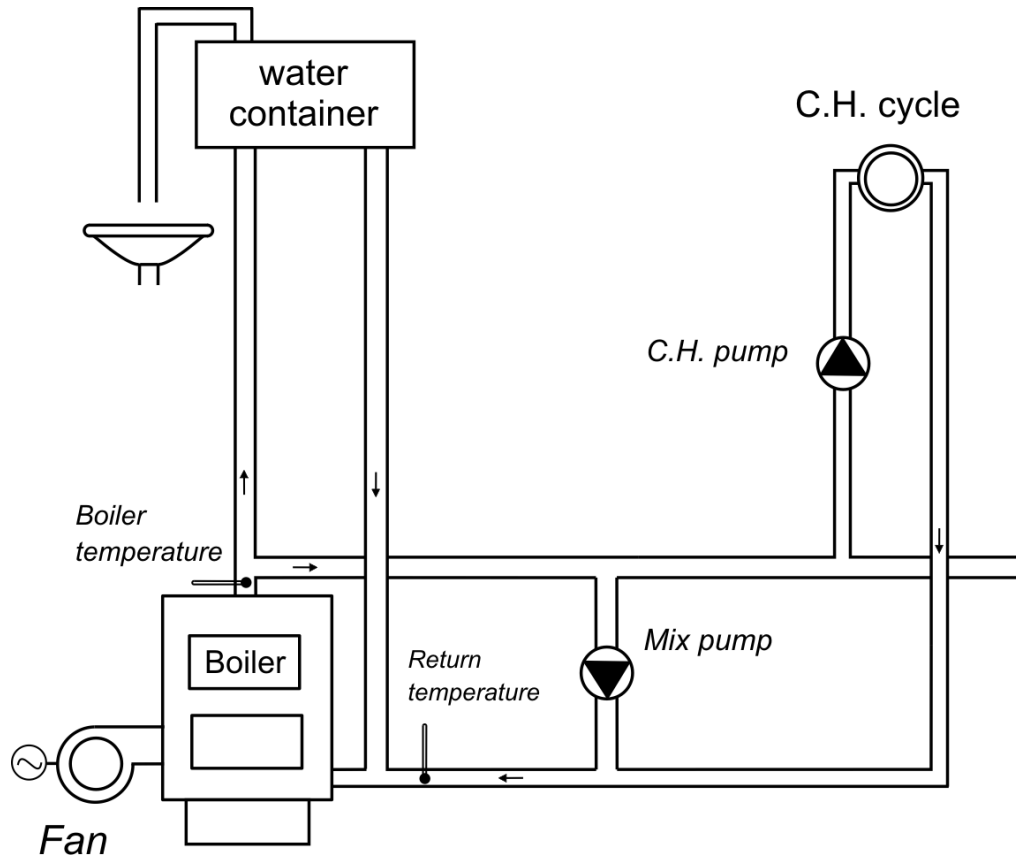 water
container
C.H. cycle
C.H. pump
Boiler
temperature
Boiler
Return
temperature
Mix pump
Fan